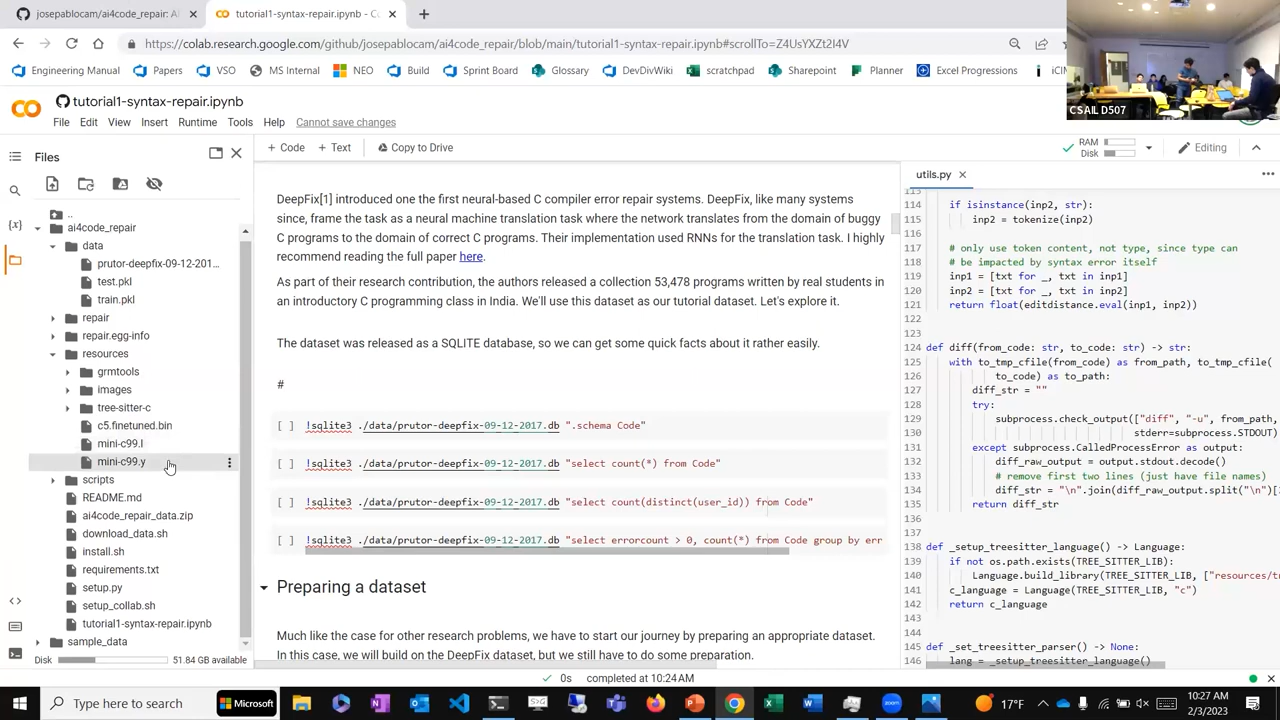 josepablocam/ai4code_repair: AI
tutorial1-syntax-repair.ipynb - Co
https://colab.research.google.com/github/josepablocam/ai4code_repair/blob/main/tutorial1-syntax-repair.ipynb#scrollTo=Z4UsYXZt2I4V
Engineering Manual
Papers
VSO
MS Internal
NEO
Build
Sprint Board
Glossary
DevDivWiki
scratchpad
Sharepoint
Planner
Excel Progressions
CSAIL D507
tutorial1-syntax-repair.ipynb
File Edit View Insert Runtime Tools Help Cannot save changes
Files
+ Code + Text Copy to Drive
RAM
Disk
Editing
..
ai4code_repair
data
prutor-deepfix-09-12-201...
test.pkl
train.pkl
repair
repair.egg-info
resources
grmtools
images
tree-sitter-c
c5.finetuned.bin
mini-c99.l
mini-c99.y
scripts
README.md
ai4code_repair_data.zip
download_data.sh
install.sh
requirements.txt
setup.py
setup_collab.sh
tutorial1-syntax-repair.ipynb
sample_data
Disk 51.84 GB available
DeepFix[1] introduced one the first neural-based C compiler error repair systems. DeepFix, like many systems
since, frame the task as a neural machine translation task where the network translates from the domain of buggy
C programs to the domain of correct C programs. Their implementation used RNNs for the translation task. I highly
recommend reading the full paper here.
As part of their research contribution, the authors released a collection 53,478 programs written by real students in
an introductory C programming class in India. We'll use this dataset as our tutorial dataset. Let's explore it.
The dataset was released as a SQLITE database, so we can get some quick facts about it rather easily.
#
[ ] !sqlite3 ./data/prutor-deepfix-09-12-2017.db ".schema Code"
[ ] !sqlite3 ./data/prutor-deepfix-09-12-2017.db "select count(*) from Code"
[ ] !sqlite3 ./data/prutor-deepfix-09-12-2017.db "select count(distinct(user_id)) from Code"
[ ] !sqlite3 ./data/prutor-deepfix-09-12-2017.db "select errorcount > 0, count(*) from Code group by err
Preparing a dataset
Much like the case for other research problems, we have to start our journey by preparing an appropriate dataset.
In this case, we will build on the DeepFix dataset, but we still have to do some preparation.
utils.py
113
114 if isinstance(inp2, str):
115 inp2 = tokenize(inp2)
116
117 # only use token content, not type, since type can
118 # be impacted by syntax error itself
119 inp1 = [txt for _, txt in inp1]
120 inp2 = [txt for _, txt in inp2]
121 return float(editdistance.eval(inp1, inp2))
122
123
124 def diff(from_code: str, to_code: str) -> str:
125 with to_tmp_cfile(from_code) as from_path, to_tmp_cfile(
126 to_code) as to_path:
127 diff_str = ""
128 try:
129 subprocess.check_output(["diff", "-u", from_path,
130 stderr=subprocess.STDOUT)
131 except subprocess.CalledProcessError as output:
132 diff_raw_output = output.stdout.decode()
133 # remove first two lines (just have file names)
134 diff_str = "\n".join(diff_raw_output.split("\n")[
135 return diff_str
136
137
138 def _setup_treesitter_language() -> Language:
139 if not os.path.exists(TREE_SITTER_LIB):
140 Language.build_library(TREE_SITTER_LIB, ["resources/t
141 c_language = Language(TREE_SITTER_LIB, "c")
142 return c_language
143
144
145 def _setup_treesitter_parser() -> None:
146 lang = _setup_treesitter_language()
0s completed at 10:24 AM
Type here to search
Microsoft
17°F
10:27 AM
2/3/2023